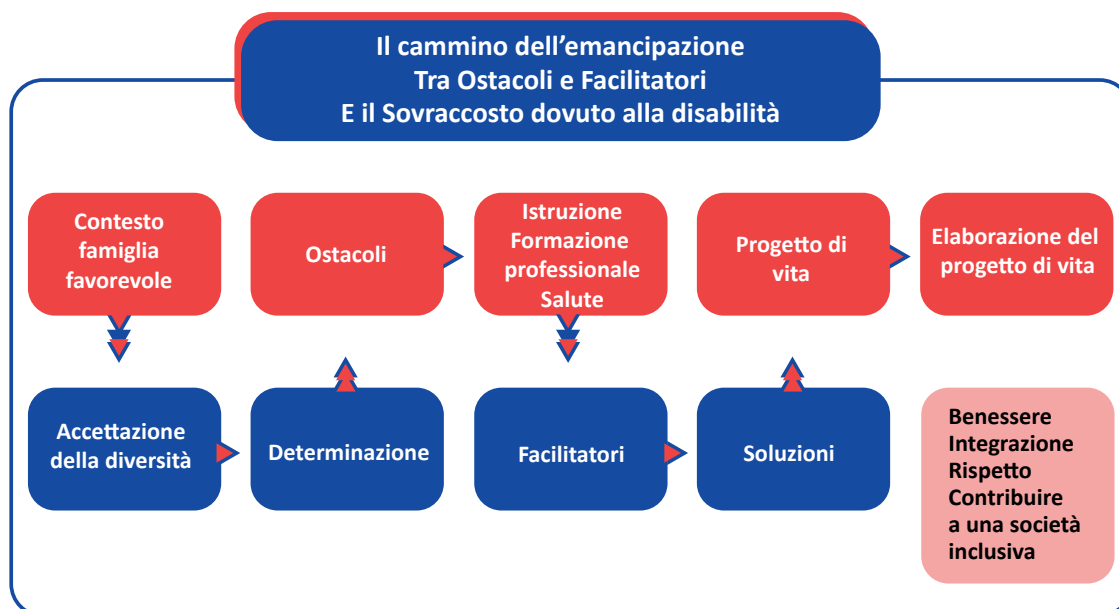 Il cammino dell’emancipazione
Tra Ostacoli e Facilitatori
E il Sovraccosto dovuto alla disabilità
Contesto
famiglia
favorevole
Ostacoli
Istruzione
Formazione
professionale
Salute
Progetto di
vita
Elaborazione del
progetto di vita
Accettazione
della diversità
Determinazione
Facilitatori
Soluzioni
Benessere
Integrazione
Rispetto
Contribuire
a una società
inclusiva